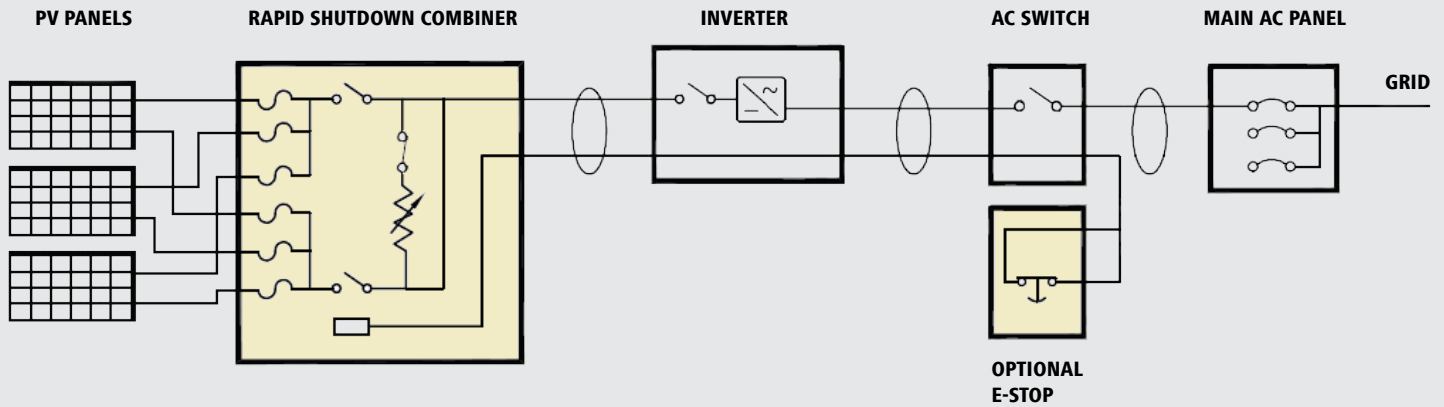 PV PANELS
RAPID SHUTDOWN COMBINER
INVERTER
AC SWITCH
MAIN AC PANEL
GRID
OPTIONAL
E-STOP